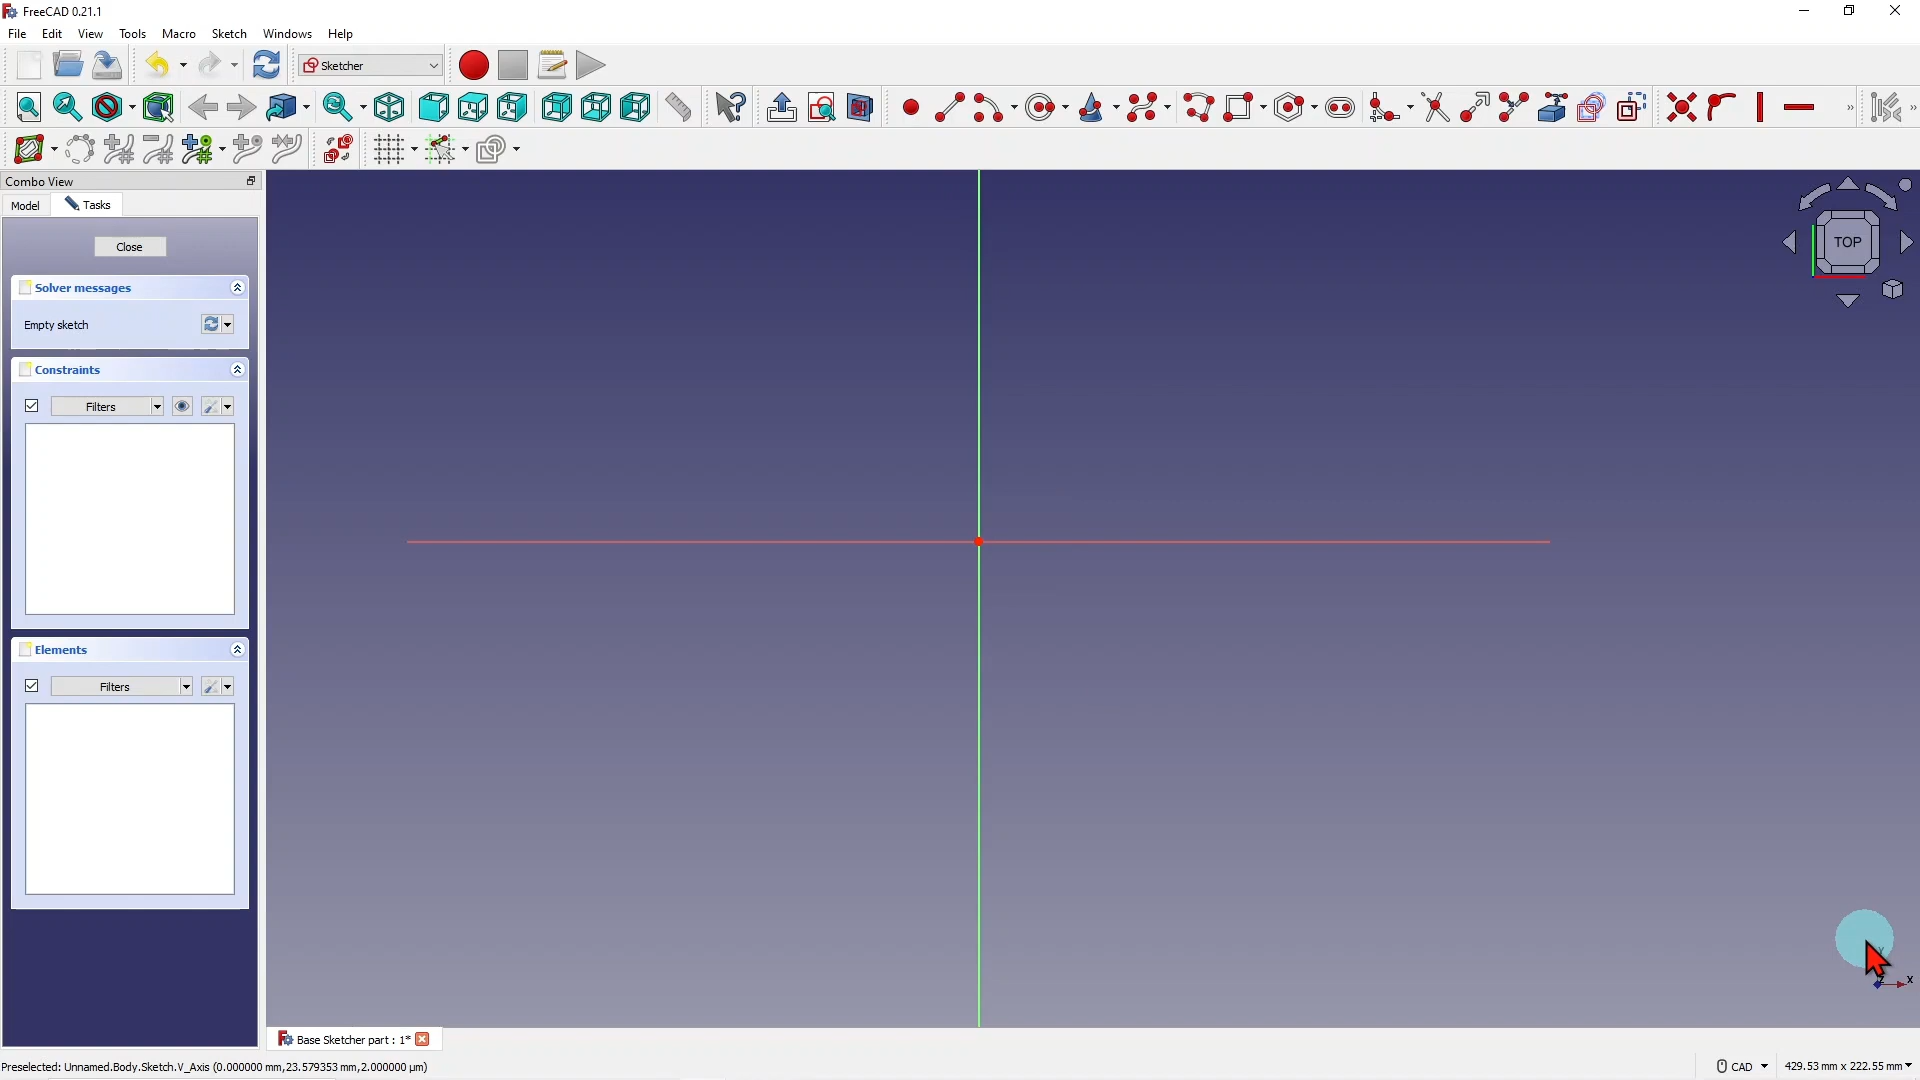 FreeCAD 0.21.1
File Edit View Tools Macro Sketch Windows Help
Sketcher
Combo View
Model Tasks
Close
Solver messages
Empty sketch
Constraints
Filters
Elements
Filters
TOP
Y
Z X
Base Sketcher part : 1*
Preselected: Unnamed.Body.Sketch.V_Axis (0.000000 mm,23.579353 mm,2.000000 µm)
CAD 429.53 mm x 222.55 mm